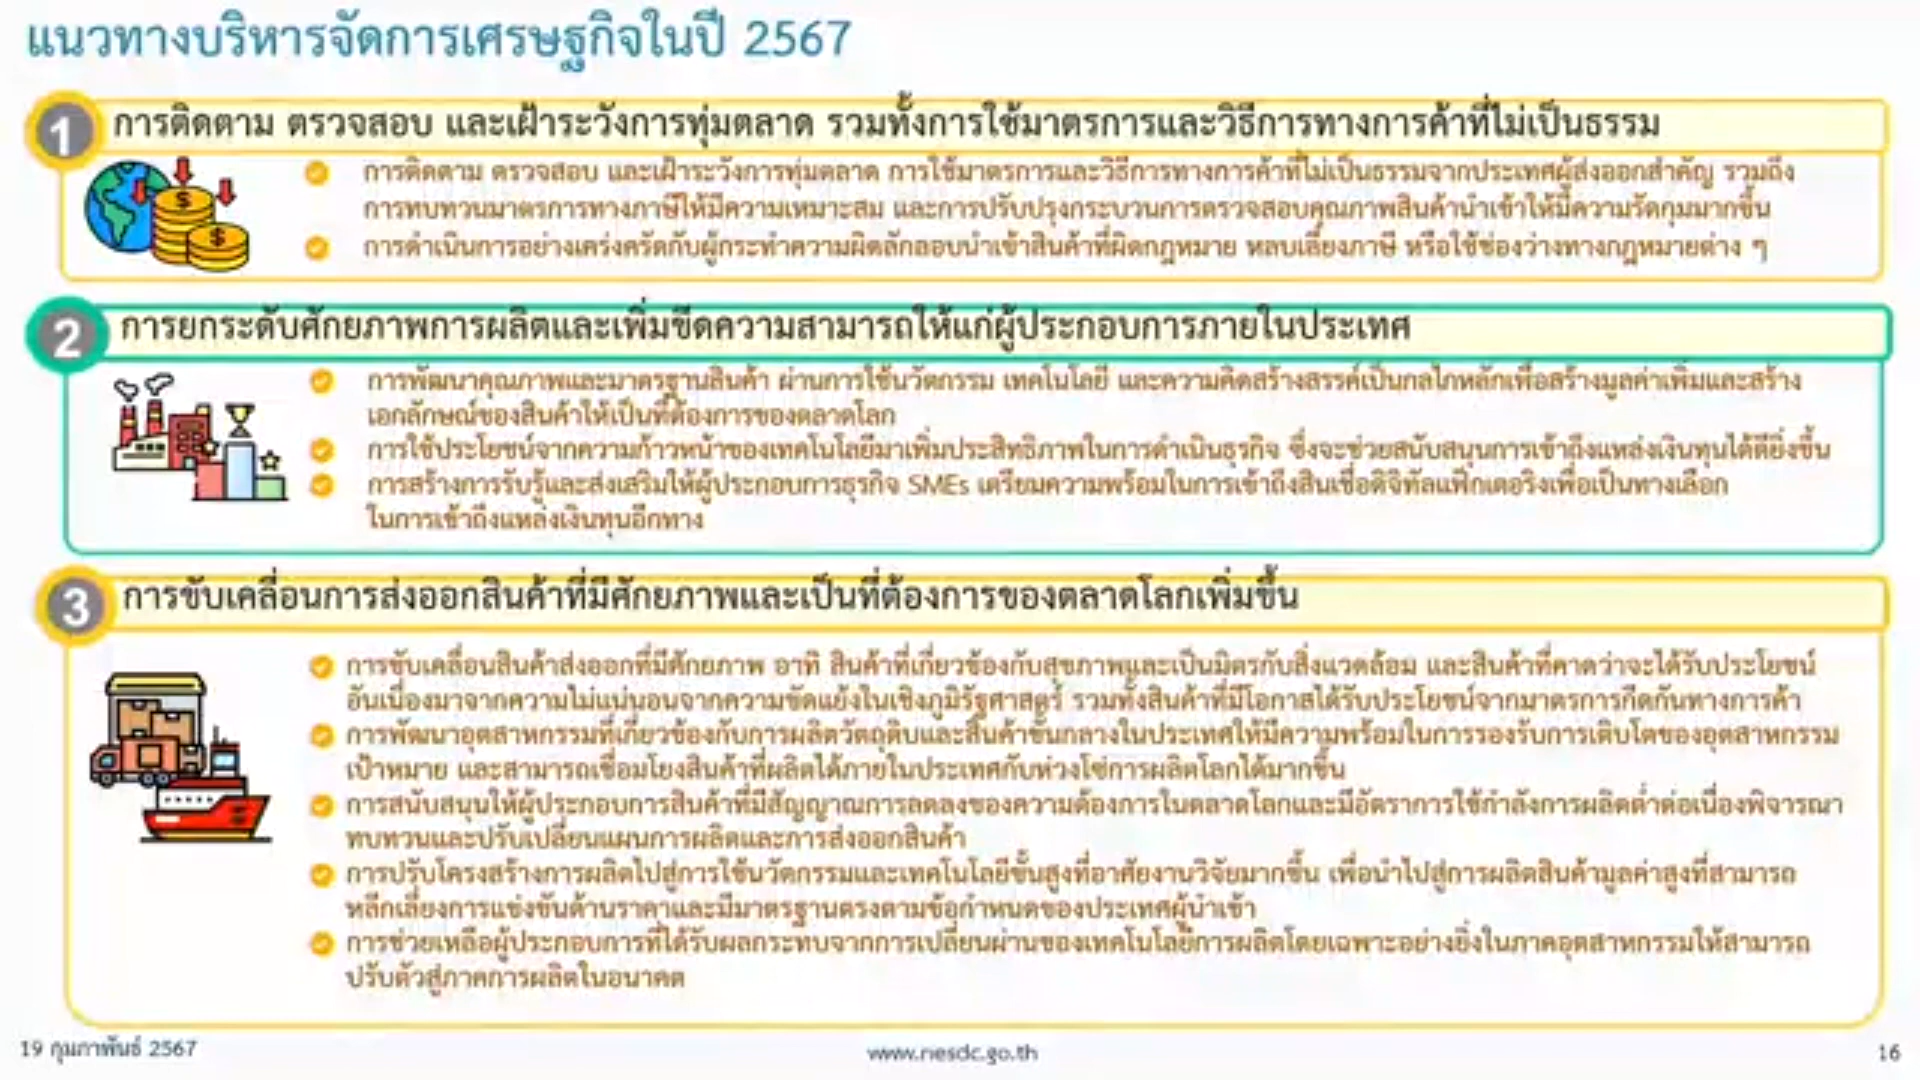 แนวทางบริหารจัดการเศรษฐกิจในปี 2567
1 การติดตาม ตรวจสอบ และเฝ้าระวังการทุ่มตลาด รวมทั้งการใช้มาตรการและวิธีการทางการค้าที่ไม่เป็นธรรม
การติดตาม ตรวจสอบ และเฝ้าระวังการทุ่มตลาด การใช้มาตรการและวิธีการทางการค้าที่ไม่เป็นธรรมจากประเทศผู้ส่งออกสำคัญ รวมถึง
การทบทวนมาตรการทางภาษีให้มีความเหมาะสม และการปรับปรุงกระบวนการตรวจสอบคุณภาพสินค้านำเข้าให้มีความรัดกุมมากขึ้น
การดำเนินการอย่างเคร่งครัดกับผู้กระทำความผิดลักลอบนำเข้าสินค้าที่ผิดกฎหมาย หลบเลี่ยงภาษี หรือใช้ช่องว่างทางกฎหมายต่าง ๆ
2 การยกระดับศักยภาพการผลิตและเพิ่มขีดความสามารถให้แก่ผู้ประกอบการภายในประเทศ
การพัฒนาคุณภาพและมาตรฐานสินค้า ผ่านการใช้นวัตกรรม เทคโนโลยี และความคิดสร้างสรรค์เป็นกลไกหลักเพื่อสร้างมูลค่าเพิ่มและสร้าง
เอกลักษณ์ของสินค้าให้เป็นที่ต้องการของตลาดโลก
การใช้ประโยชน์จากความก้าวหน้าของเทคโนโลยีมาเพิ่มประสิทธิภาพในการดำเนินธุรกิจ ซึ่งจะช่วยสนับสนุนการเข้าถึงแหล่งเงินทุนได้ดียิ่งขึ้น
การสร้างการรับรู้และส่งเสริมให้ผู้ประกอบการธุรกิจ SMEs เตรียมความพร้อมในการเข้าถึงสินเชื่อดิจิทัลแฟ็กเตอริงเพื่อเป็นทางเลือก
ในการเข้าถึงแหล่งเงินทุนอีกทาง
3 การขับเคลื่อนการส่งออกสินค้าที่มีศักยภาพและเป็นที่ต้องการของตลาดโลกเพิ่มขึ้น
การขับเคลื่อนสินค้าส่งออกที่มีศักยภาพ อาทิ สินค้าที่เกี่ยวข้องกับสุขภาพและเป็นมิตรกับสิ่งแวดล้อม และสินค้าที่คาดว่าจะได้รับประโยชน์
อันเนื่องมาจากความไม่แน่นอนจากความขัดแย้งในเชิงภูมิรัฐศาสตร์ รวมทั้งสินค้าที่มีโอกาสได้รับประโยชน์จากมาตรการกีดกันทางการค้า
การพัฒนาอุตสาหกรรมที่เกี่ยวข้องกับการผลิตวัตถุดิบและสินค้าขั้นกลางในประเทศให้มีความพร้อมในการรองรับการเติบโตของอุตสาหกรรม
เป้าหมาย และสามารถเชื่อมโยงสินค้าที่ผลิตได้ภายในประเทศกับห่วงโซ่การผลิตโลกได้มากขึ้น
การสนับสนุนให้ผู้ประกอบการสินค้าที่มีสัญญาณการลดลงของความต้องการในตลาดโลกและมีอัตราการใช้กำลังการผลิตต่ำต่อเนื่องพิจารณา
ทบทวนและปรับเปลี่ยนแผนการผลิตและการส่งออกสินค้า
การปรับโครงสร้างการผลิตไปสู่การใช้นวัตกรรมและเทคโนโลยีขั้นสูงที่อาศัยงานวิจัยมากขึ้น เพื่อนำไปสู่การผลิตสินค้ามูลค่าสูงที่สามารถ
หลีกเลี่ยงการแข่งขันด้านราคาและมีมาตรฐานตรงตามข้อกำหนดของประเทศผู้นำเข้า
การช่วยเหลือผู้ประกอบการที่ได้รับผลกระทบจากการเปลี่ยนผ่านของเทคโนโลยีการผลิตโดยเฉพาะอย่างยิ่งในภาคอุตสาหกรรมให้สามารถ
ปรับตัวสู่ภาคการผลิตในอนาคต
19 กุมภาพันธ์ 2567
www.nesdc.go.th
16